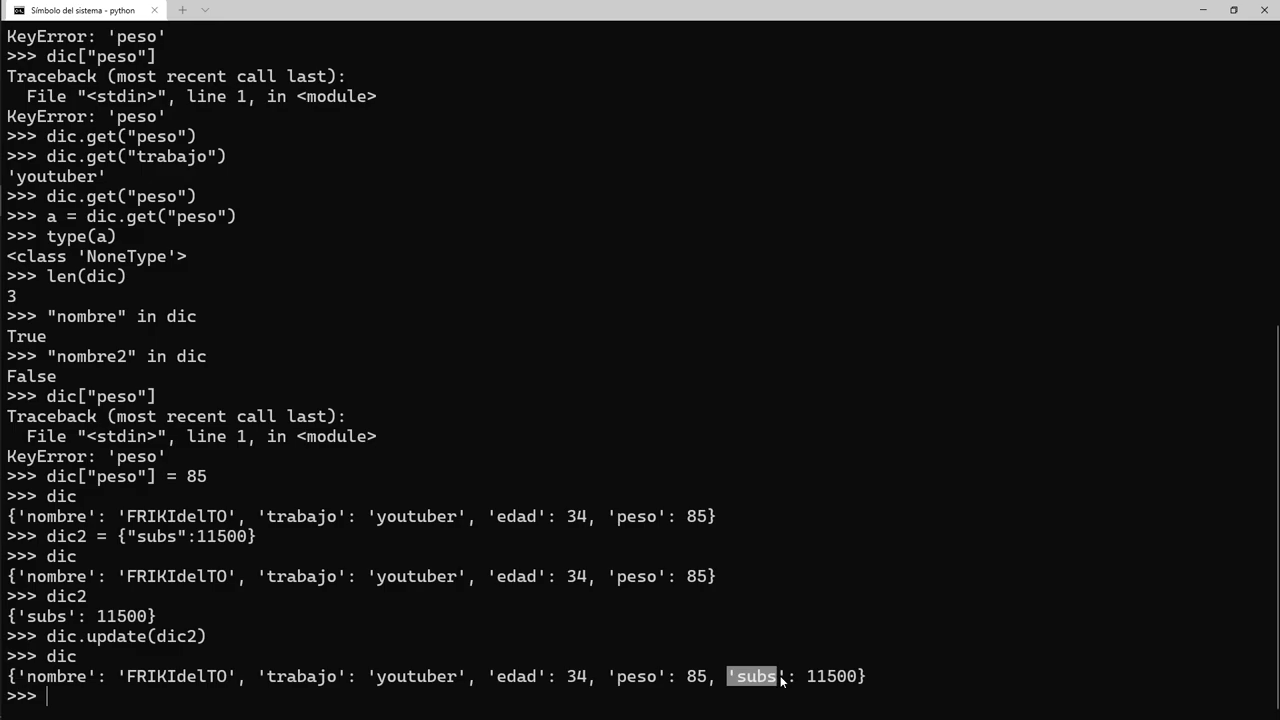 Símbolo del sistema - python
KeyError: 'peso'
>>> dic["peso"]
Traceback (most recent call last):
  File "<stdin>", line 1, in <module>
KeyError: 'peso'
>>> dic.get("peso")
>>> dic.get("trabajo")
'youtuber'
>>> dic.get("peso")
>>> a = dic.get("peso")
>>> type(a)
<class 'NoneType'>
>>> len(dic)
3
>>> "nombre" in dic
True
>>> "nombre2" in dic
False
>>> dic["peso"]
Traceback (most recent call last):
  File "<stdin>", line 1, in <module>
KeyError: 'peso'
>>> dic["peso"] = 85
>>> dic
{'nombre': 'FRIKIdelTO', 'trabajo': 'youtuber', 'edad': 34, 'peso': 85}
>>> dic2 = {"subs":11500}
>>> dic
{'nombre': 'FRIKIdelTO', 'trabajo': 'youtuber', 'edad': 34, 'peso': 85}
>>> dic2
{'subs': 11500}
>>> dic.update(dic2)
>>> dic
{'nombre': 'FRIKIdelTO', 'trabajo': 'youtuber', 'edad': 34, 'peso': 85, 'subs': 11500}
>>>